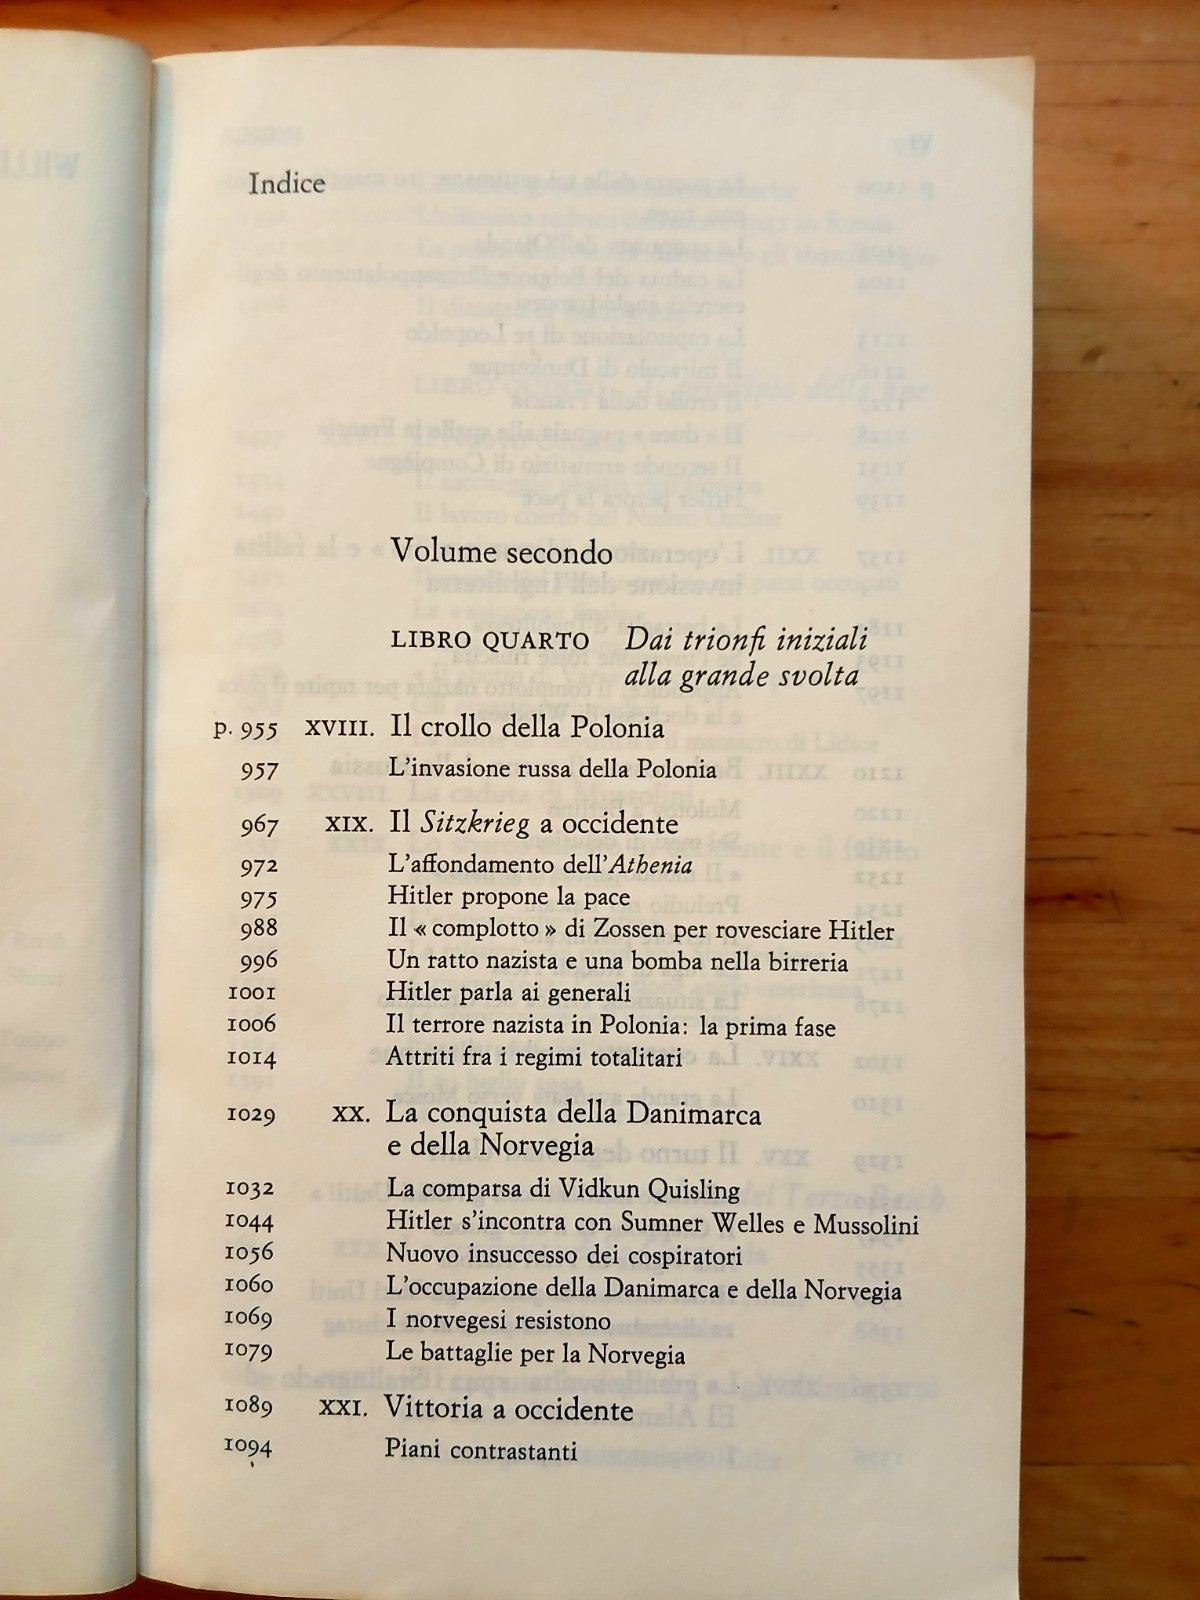 Indice
Volume secondo
LIBRO QUARTO Dai trionfi iniziali
alla grande svolta
p. 955 XVIII. Il crollo della Polonia
957 L'invasione russa della Polonia
967 XIX. Il Sitzkrieg a occidente
972 L'affondamento dell'Athenia
975 Hitler propone la pace
988 Il « complotto » di Zossen per rovesciare Hitler
996 Un ratto nazista e una bomba nella birreria
1001 Hitler parla ai generali
1006 Il terrore nazista in Polonia: la prima fase
1014 Attriti fra i regimi totalitari
1029 XX. La conquista della Danimarca
e della Norvegia
1032 La comparsa di Vidkun Quisling
1044 Hitler s'incontra con Sumner Welles e Mussolini
1056 Nuovo insuccesso dei cospiratori
1060 L'occupazione della Danimarca e della Norvegia
1069 I norvegesi resistono
1079 Le battaglie per la Norvegia
1089 XXI. Vittoria a occidente
1094 Piani contrastanti